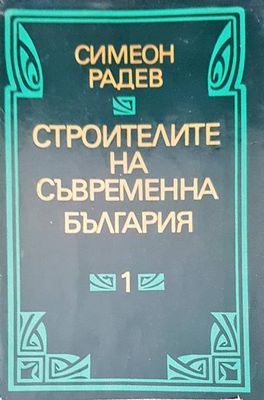 СИМЕОН
РАДЕВ
СТРОИТЕЛИТЕ
НА
СЪВРЕМЕННА
БЪЛГАРИЯ
1